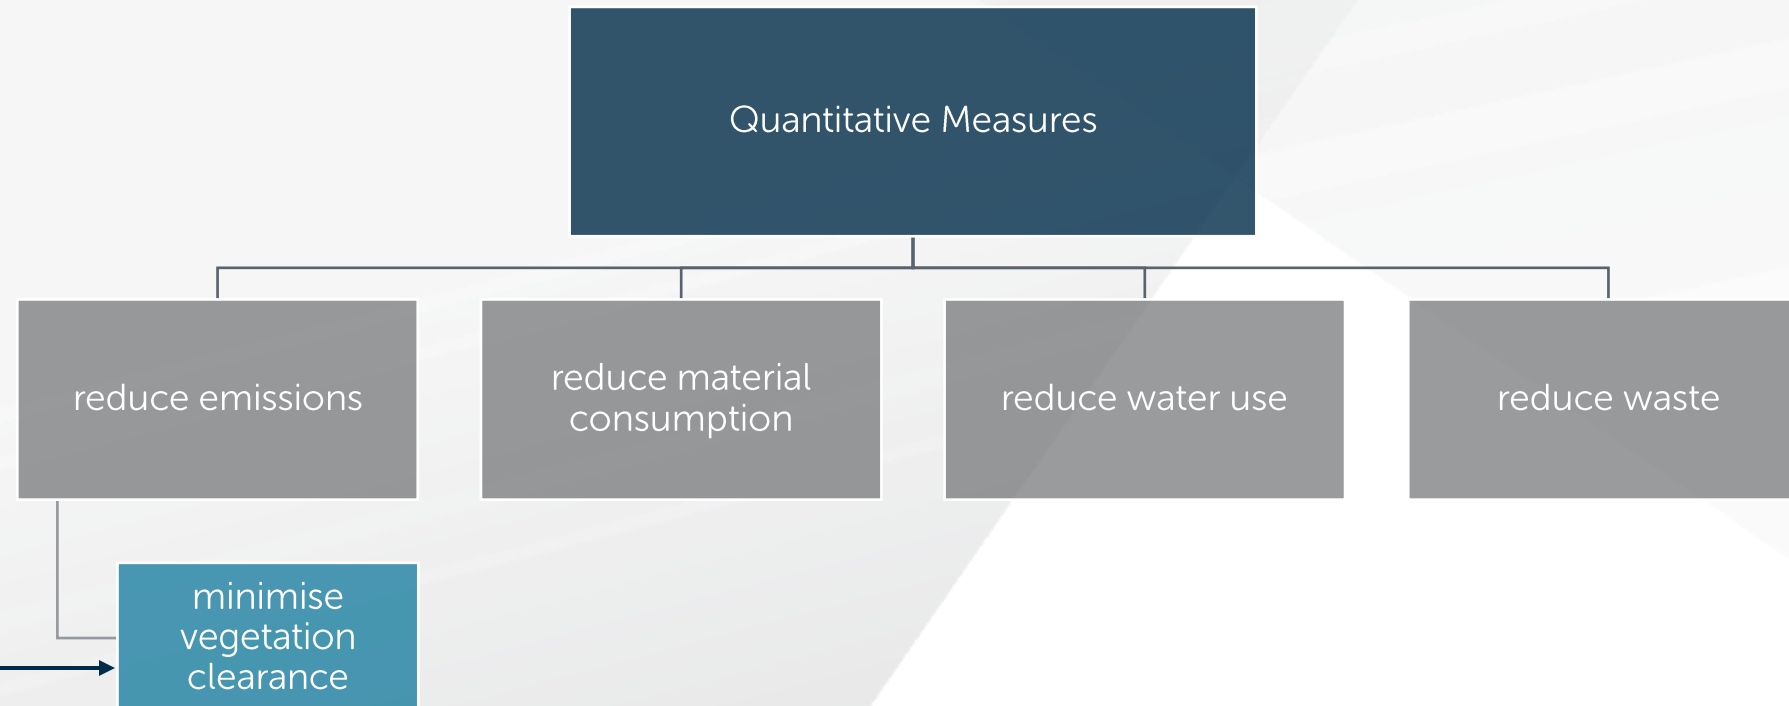 Quantitative Measures
reduce emissions
reduce material
consumption
reduce water use
reduce waste
minimise
vegetation
clearance